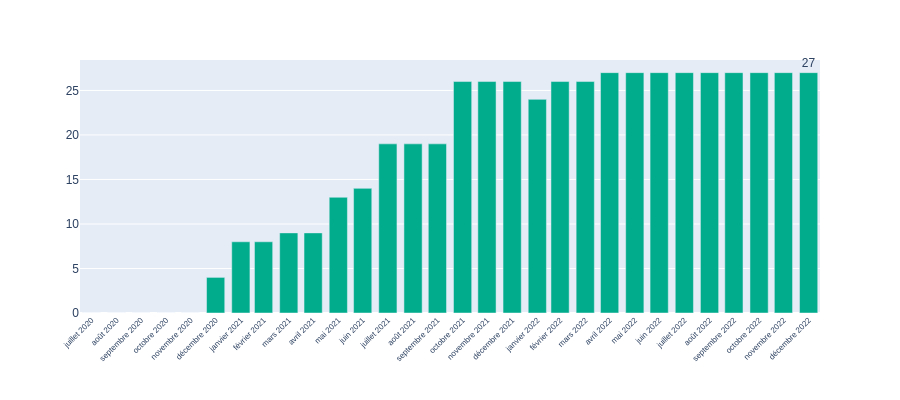 27
25
20
15
10
5
0
juillet 2020
août 2020
septembre 2020
octobre 2020
novembre 2020
décembre 2020
janvier 2021
février 2021
mars 2021
avril 2021
mai 2021
juin 2021
juillet 2021
août 2021
septembre 2021
octobre 2021
novembre 2021
décembre 2021
janvier 2022
février 2022
mars 2022
avril 2022
mai 2022
juin 2022
juillet 2022
août 2022
septembre 2022
octobre 2022
novembre 2022
décembre 2022